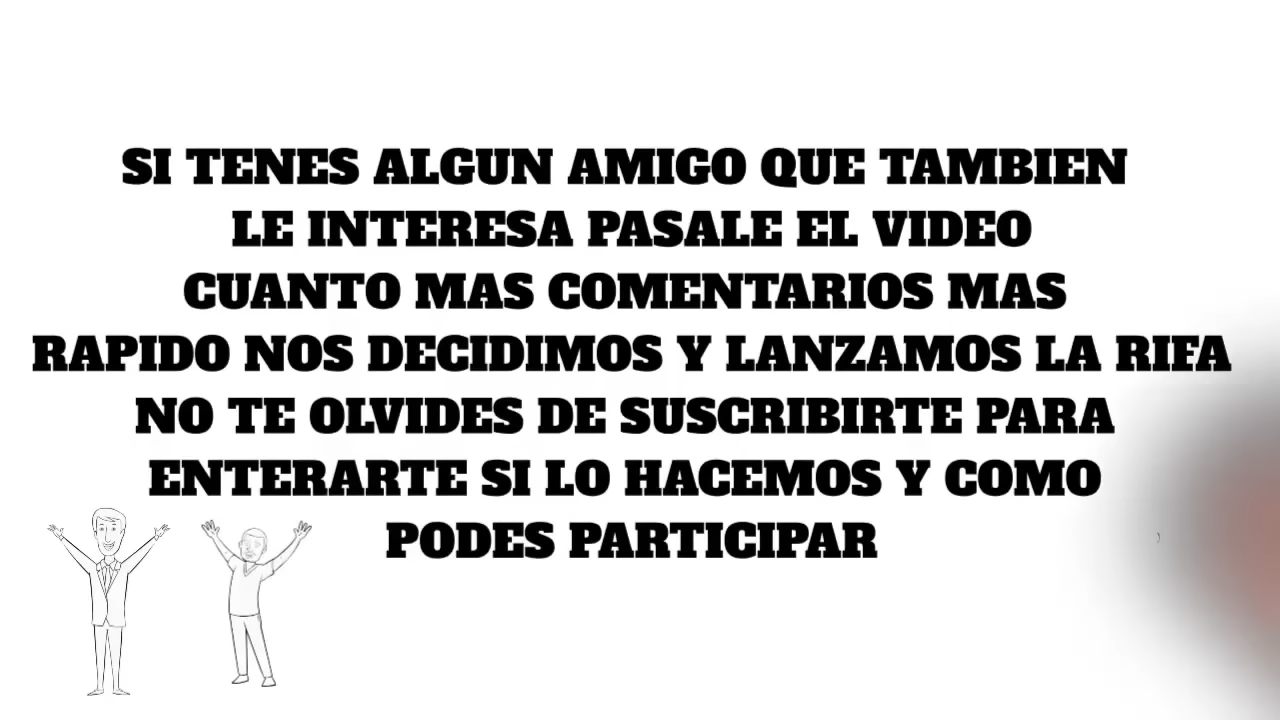 SI TENES ALGUN AMIGO QUE TAMBIEN
LE INTERESA PASALE EL VIDEO
CUANTO MAS COMENTARIOS MAS
RAPIDO NOS DECIDIMOS Y LANZAMOS LA RIFA
NO TE OLVIDES DE SUSCRIBIRTE PARA
ENTERARTE SI LO HACEMOS Y COMO
PODES PARTICIPAR